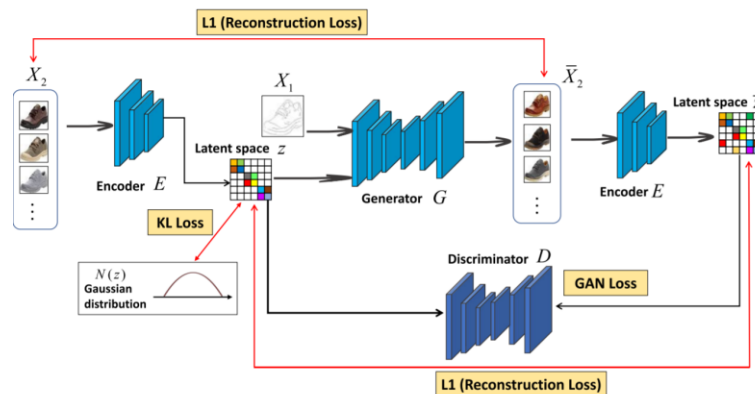 L1 (Reconstruction Loss)
X₂
X₁
X̄₂
Latent space
Latent space z
Encoder E
Generator G
Encoder E
KL Loss
N(z)
Gaussian
distribution
Discriminator D
GAN Loss
L1 (Reconstruction Loss)